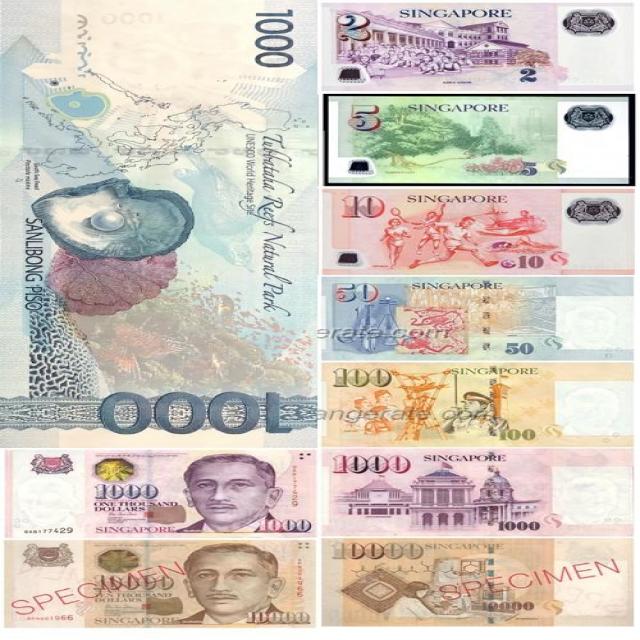 1000
Tubbataha Reefs Natural Park
UNESCO World Heritage Site
SANLIBONG PISO
1000
2
SINGAPORE
2
5
SINGAPORE
5
10
SINGAPORE
10
50
SINGAPORE
50
100
SINGAPORE
100
1000
ONE THOUSAND
DOLLARS
SINGAPORE
1000
1000
SINGAPORE
1000
10000
TEN THOUSAND
DOLLARS
SINGAPORE
10000
SPECIMEN
10000
SINGAPORE
10000
SPECIMEN